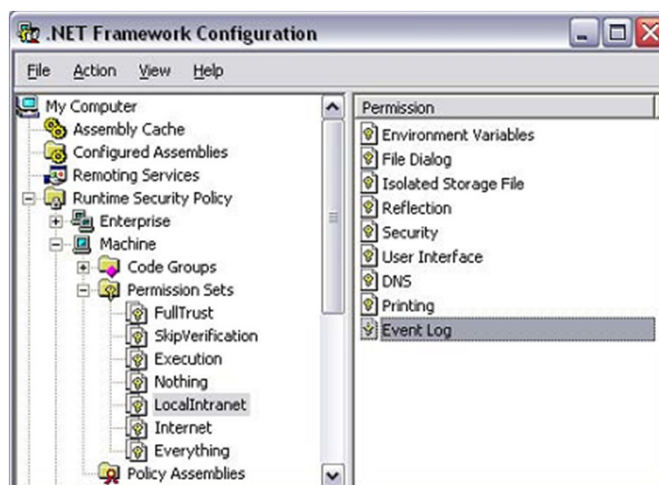 .NET Framework Configuration
File Action View Help
My Computer
Assembly Cache
Configured Assemblies
Remoting Services
Runtime Security Policy
Enterprise
Machine
Code Groups
Permission Sets
FullTrust
SkipVerification
Execution
Nothing
LocalIntranet
Internet
Everything
Policy Assemblies
Permission
Environment Variables
File Dialog
Isolated Storage File
Reflection
Security
User Interface
DNS
Printing
Event Log